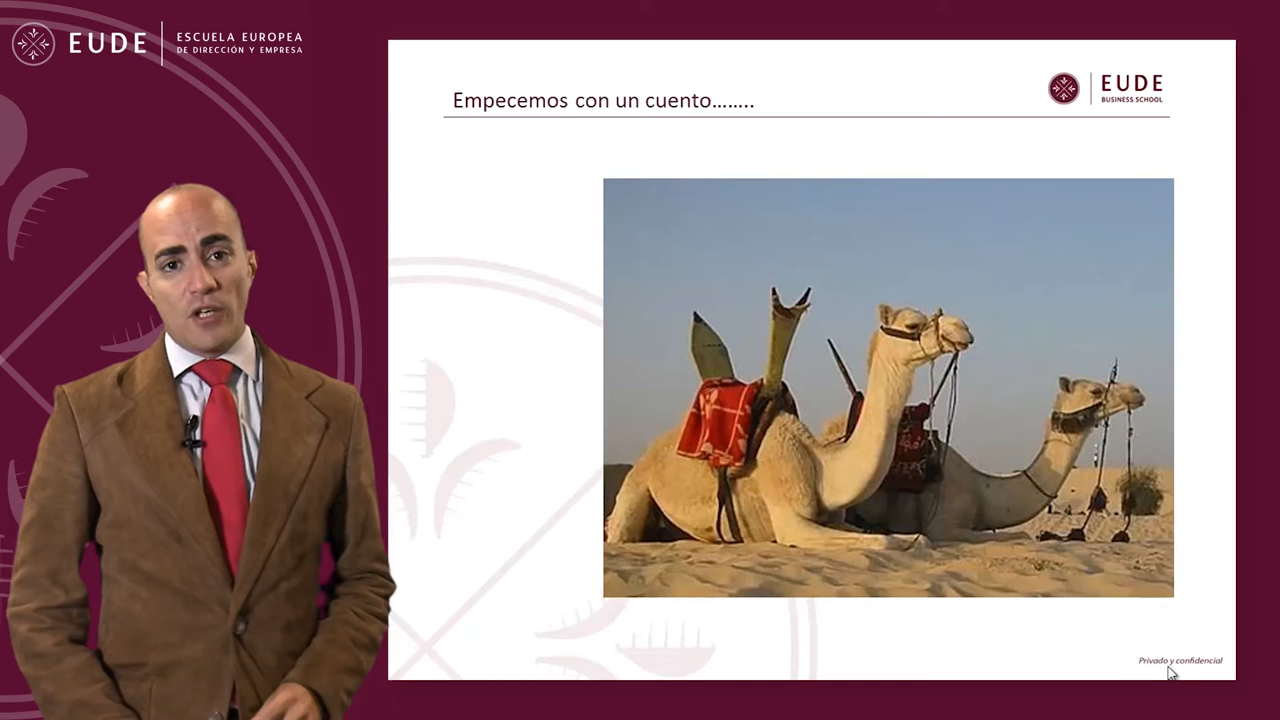 EUDE
ESCUELA EUROPEA
DE DIRECCIÓN Y EMPRESA
Empecemos con un cuento........
EUDE
BUSINESS SCHOOL
Privado y confidencial